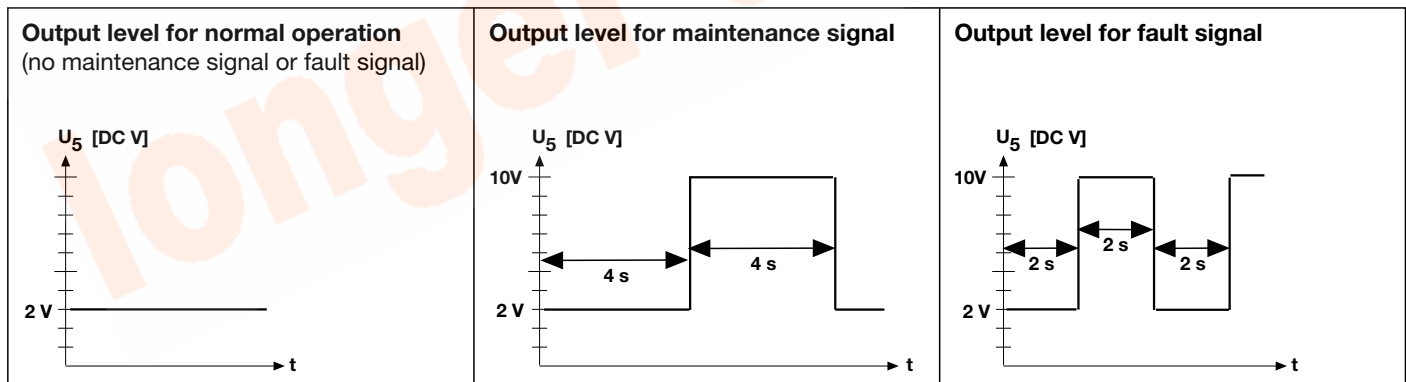 Output level for normal operation
(no maintenance signal or fault signal)
U5 [DC V]
2 V
t
Output level for maintenance signal
U5 [DC V]
10V
4 s
4 s
2 V
t
Output level for fault signal
U5 [DC V]
10V
2 s
2 s
2 s
2 V
t
longer